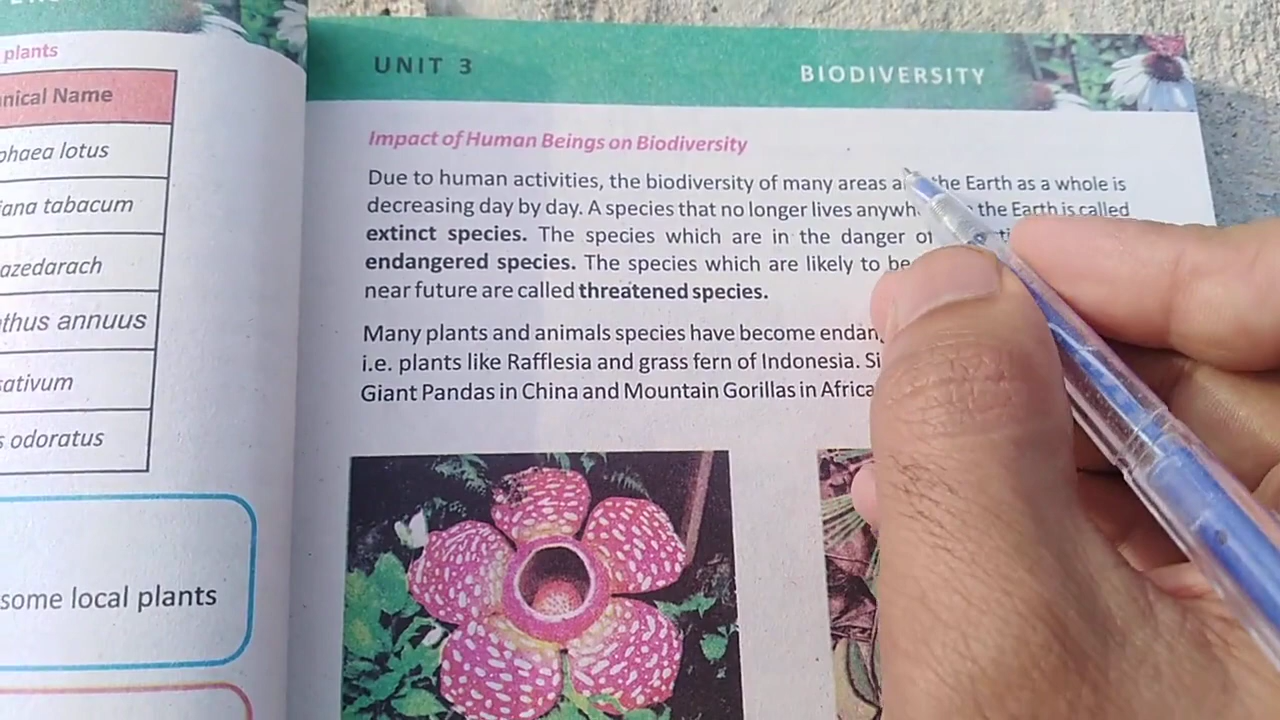 plants
nical Name
phaea lotus
iana tabacum
azedarach
thus annuus
sativum
s odoratus
some local plants
UNIT 3
BIODIVERSITY
Impact of Human Beings on Biodiversity
Due to human activities, the biodiversity of many areas a the Earth as a whole is
decreasing day by day. A species that no longer lives anywh the Earth is called
extinct species. The species which are in the danger of
endangered species. The species which are likely to be
near future are called threatened species.
Many plants and animals species have become endan
i.e. plants like Rafflesia and grass fern of Indonesia. Si
Giant Pandas in China and Mountain Gorillas in Africa